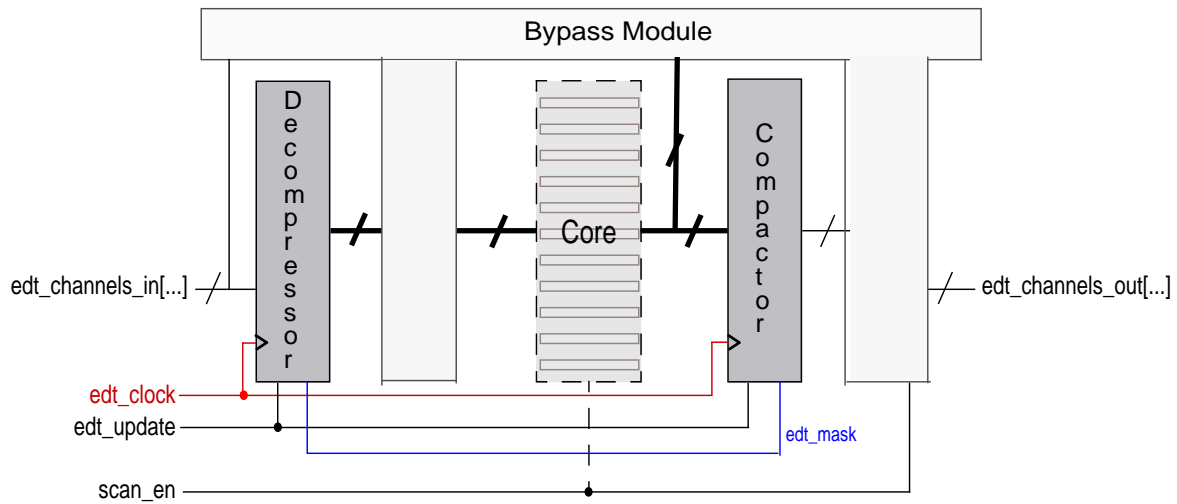 Bypass Module
Decompressor
Core
Compactor
edt_channels_in[...]
edt_channels_out[...]
edt_clock
edt_update
edt_mask
scan_en